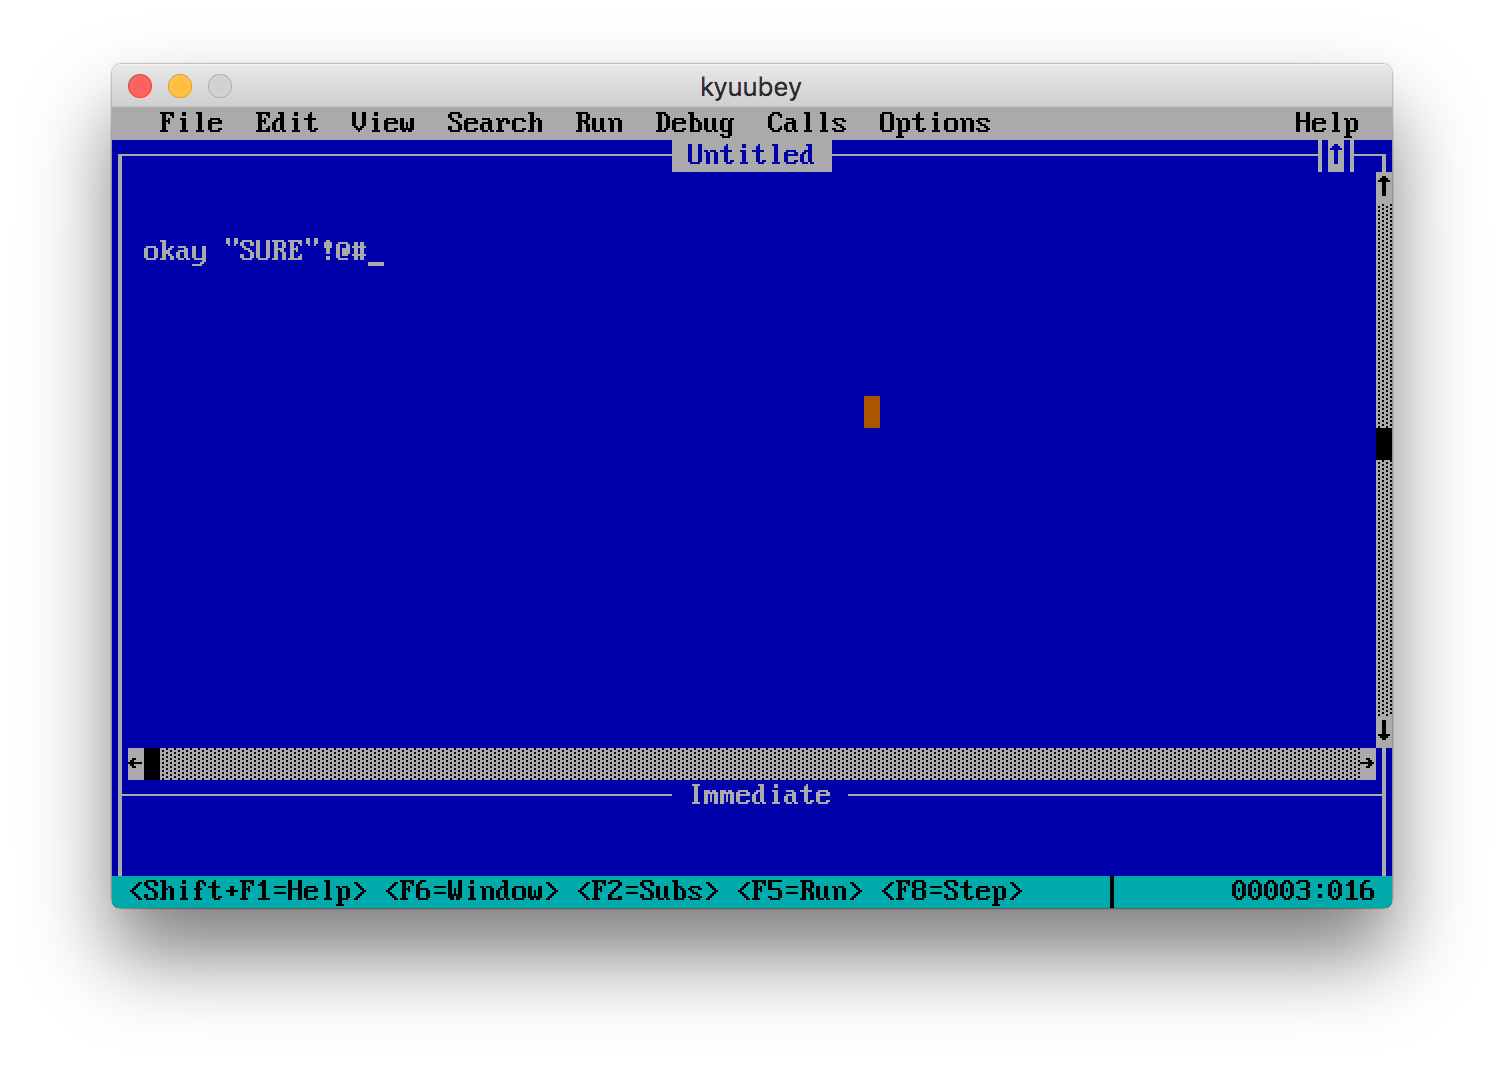 kyuubey
File Edit View Search Run Debug Calls Options Help
Untitled
↑
↑
okay "SURE"!@#_
↓
← →
Immediate
<Shift+F1=Help> <F6=Window> <F2=Subs> <F5=Run> <F8=Step> 00003:016